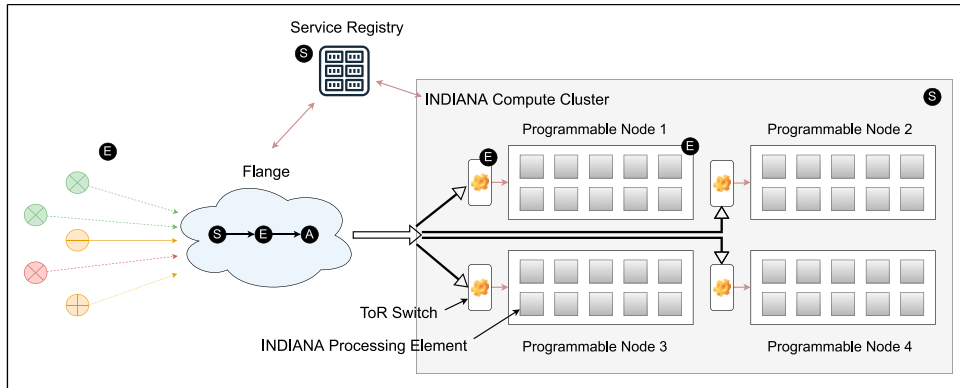 Service Registry
S
INDIANA Compute Cluster
S
Programmable Node 1
Programmable Node 2
E
E
E
Flange
S
E
A
ToR Switch
INDIANA Processing Element
Programmable Node 3
Programmable Node 4